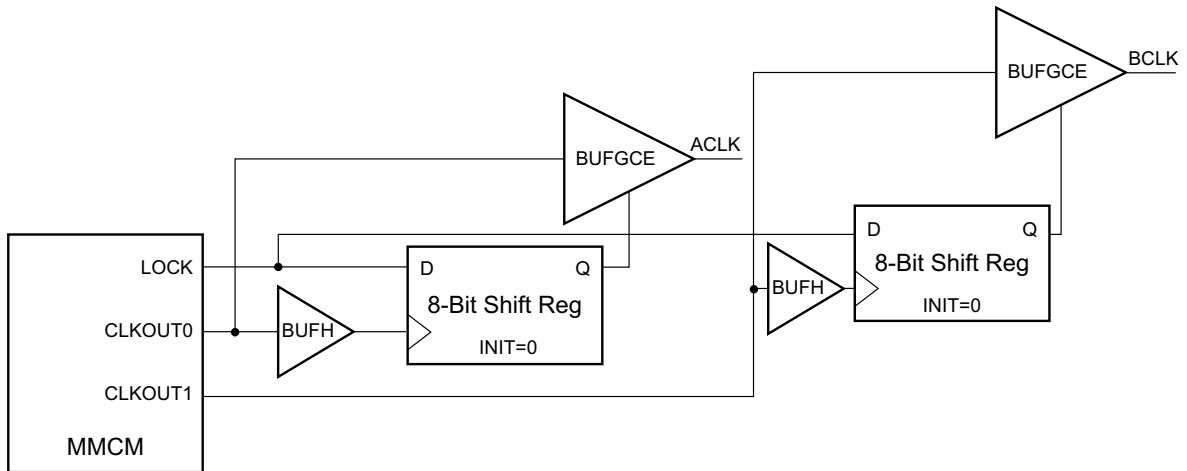 BUFGCE
BCLK
BUFGCE
ACLK
LOCK
D
Q
8-Bit Shift Reg
INIT=0
D
Q
8-Bit Shift Reg
INIT=0
BUFH
CLKOUT0
BUFH
CLKOUT1
MMCM